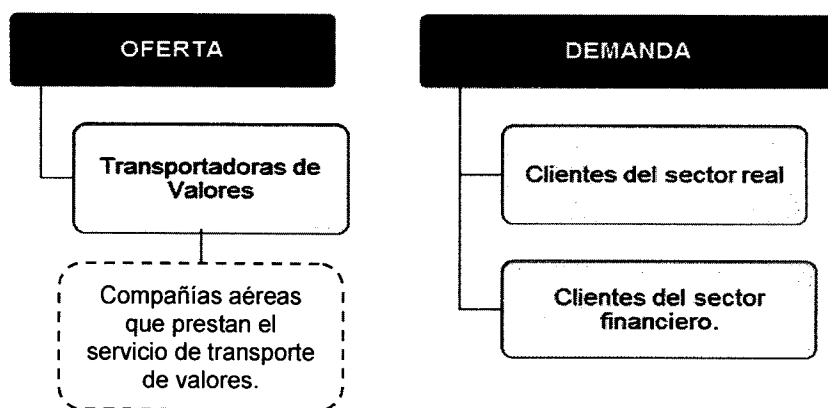 OFERTA
Transportadoras de
Valores
Compañías aéreas
que prestan el
servicio de transporte
de valores.
DEMANDA
Clientes del sector real
Clientes del sector
financiero.